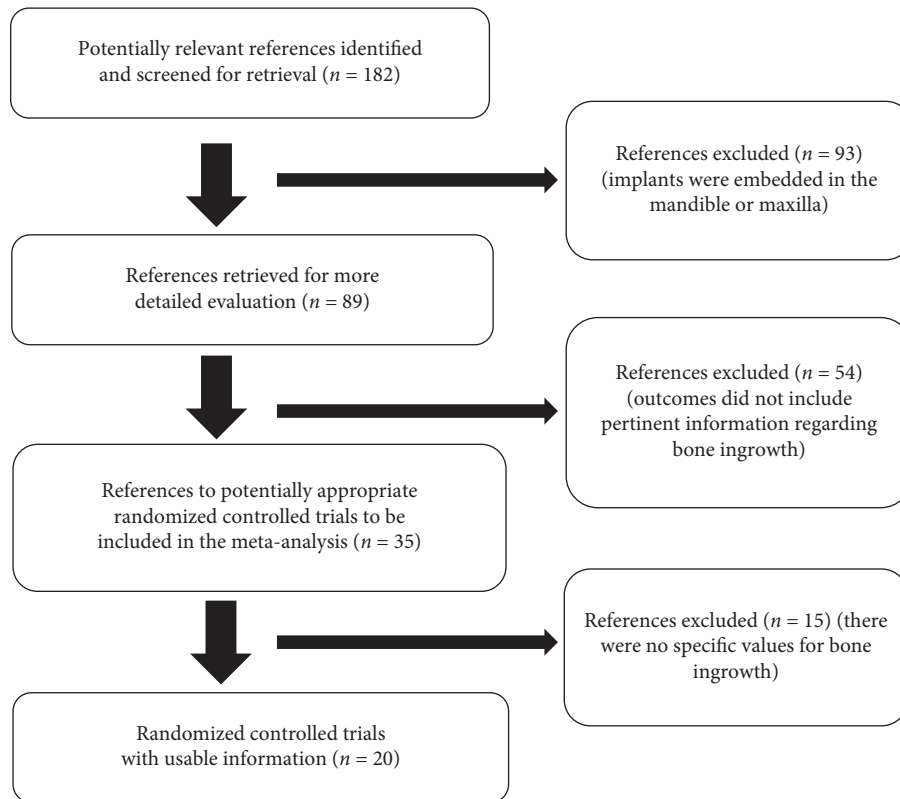 Potentially relevant references identified
and screened for retrieval (n = 182)
References excluded (n = 93)
(implants were embedded in the
mandible or maxilla)
References retrieved for more
detailed evaluation (n = 89)
References excluded (n = 54)
(outcomes did not include
pertinent information regarding
bone ingrowth)
References to potentially appropriate
randomized controlled trials to be
included in the meta-analysis (n = 35)
References excluded (n = 15) (there
were no specific values for bone
ingrowth)
Randomized controlled trials
with usable information (n = 20)